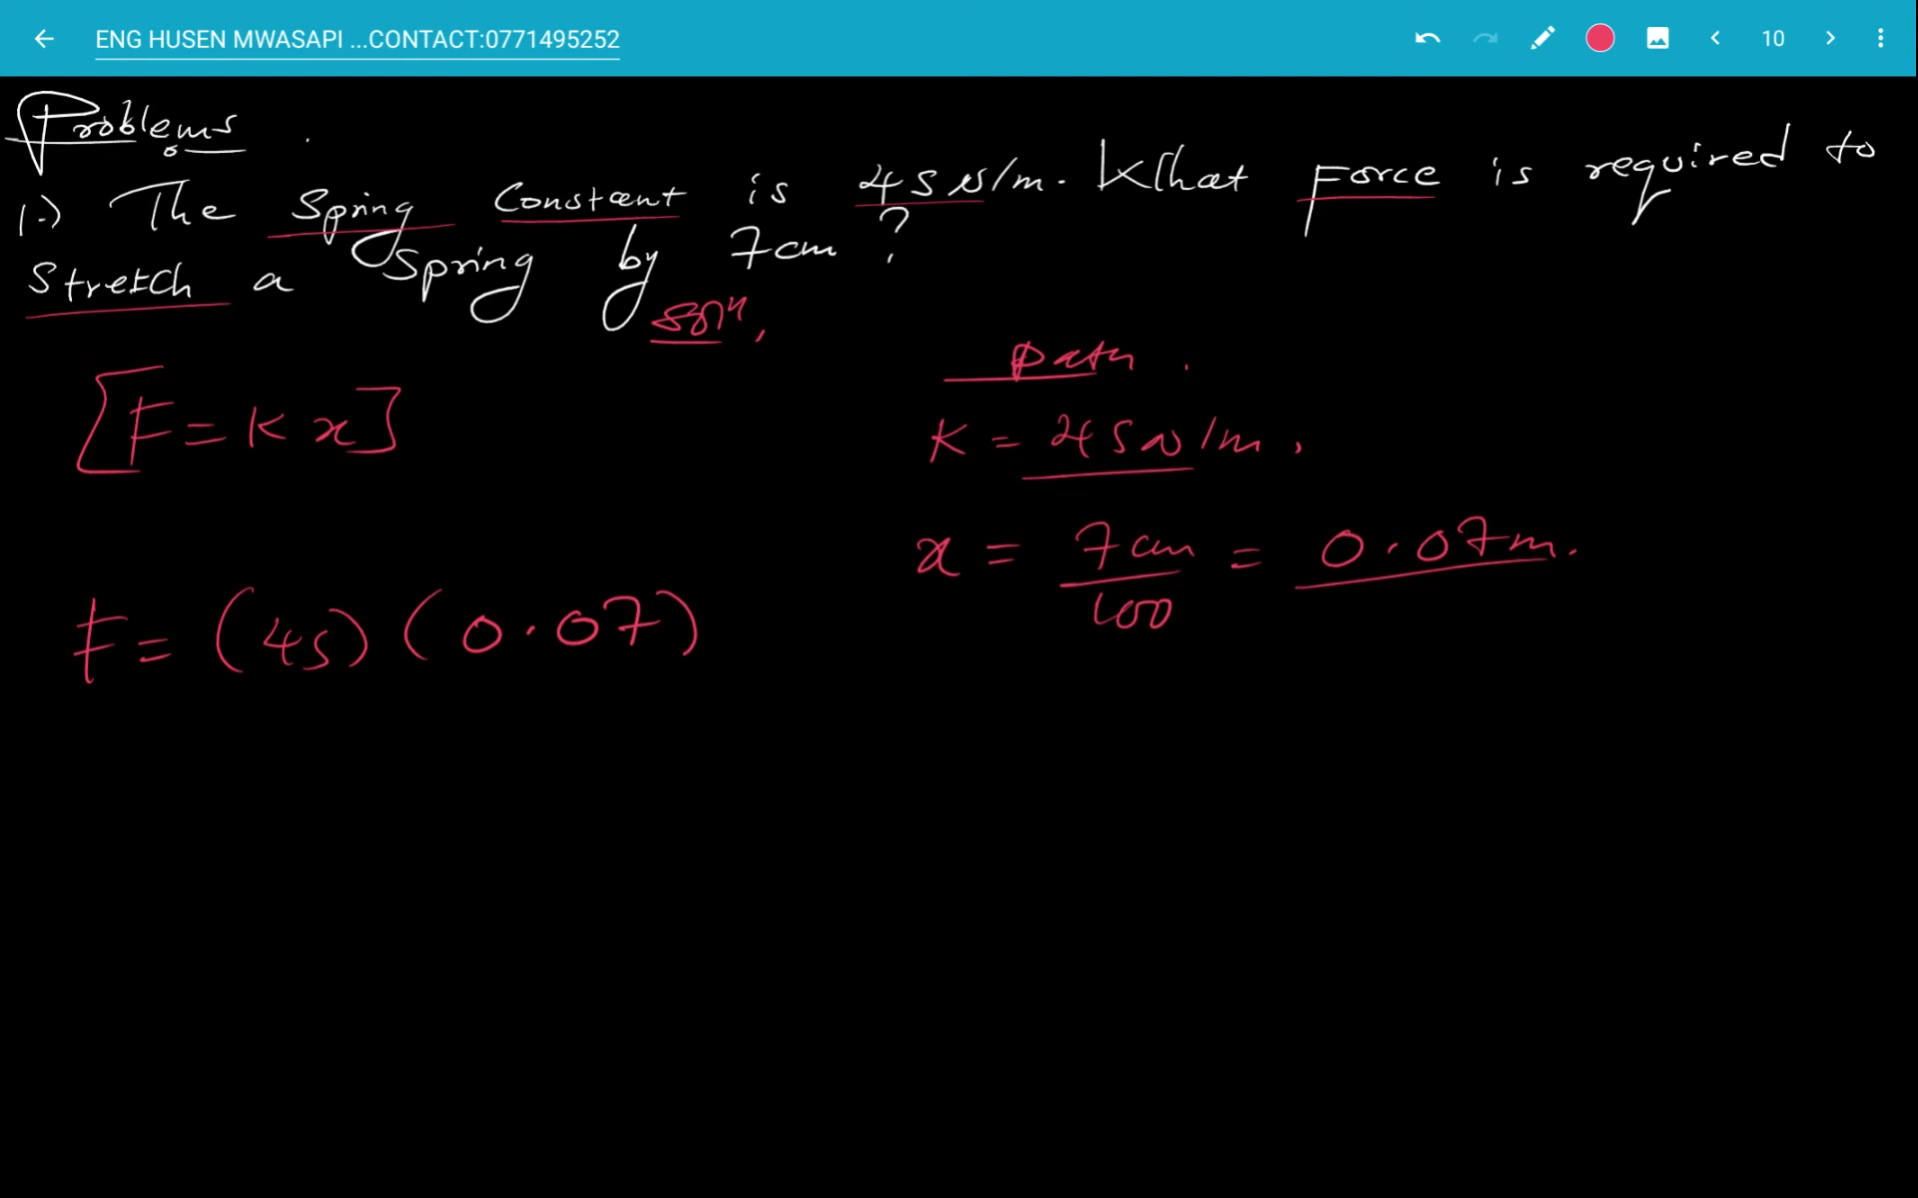 ENG HUSEN MWASAPI ...CONTACT:0771495252
10
Problems
1.) The Spring Constant is 45N/m. What Force is required to
Stretch a Spring by 7cm?
soln,
Data.
[F=kx]
K = 45N/m,
x = 7cm/100 = 0.07m.
F= (45)(0.07)